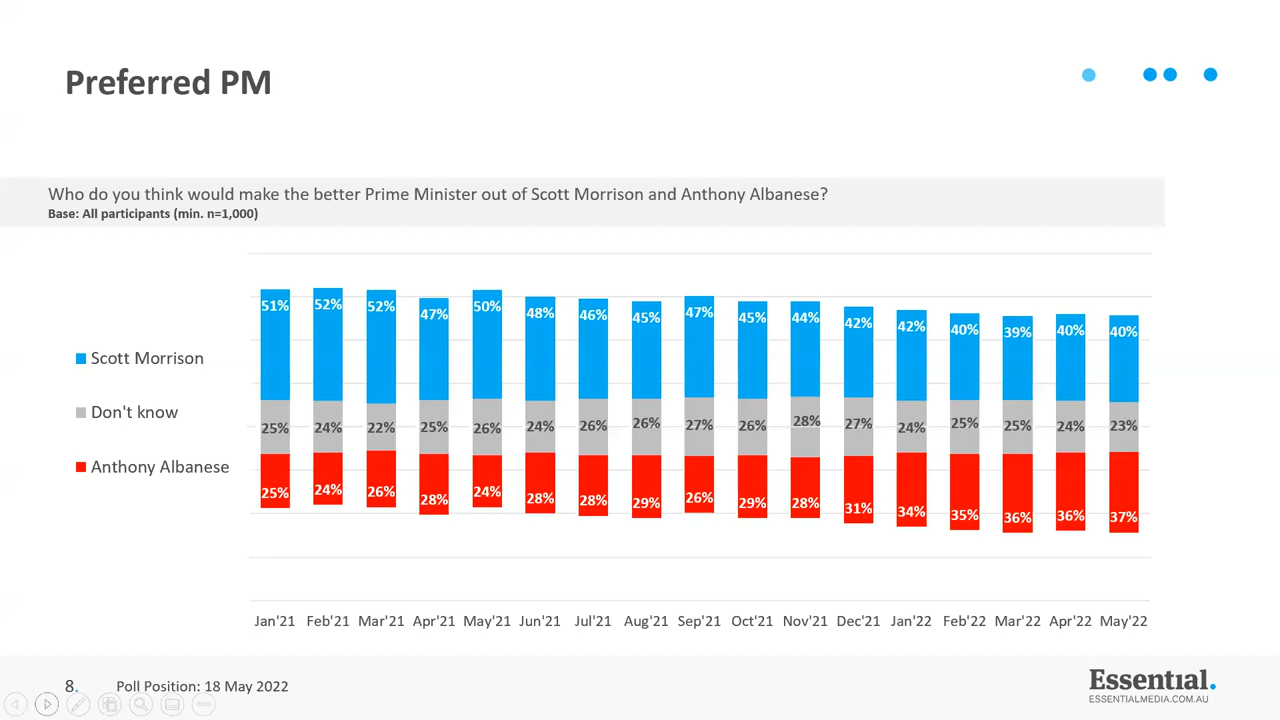 Preferred PM
Who do you think would make the better Prime Minister out of Scott Morrison and Anthony Albanese?
Base: All participants (min. n=1,000)
51% 52% 52% 47% 50% 48% 46% 45% 47% 45% 44% 42% 42% 40% 39% 40% 40%
Scott Morrison
Don't know
25% 24% 22% 25% 26% 24% 26% 26% 27% 26% 28% 27% 24% 25% 25% 24% 23%
Anthony Albanese
25% 24% 26% 28% 24% 28% 28% 29% 26% 29% 28% 31% 34% 35% 36% 36% 37%
Jan'21 Feb'21 Mar'21 Apr'21 May'21 Jun'21 Jul'21 Aug'21 Sep'21 Oct'21 Nov'21 Dec'21 Jan'22 Feb'22 Mar'22 Apr'22 May'22
8. Poll Position: 18 May 2022
Essential.
ESSENTIALMEDIA.COM.AU